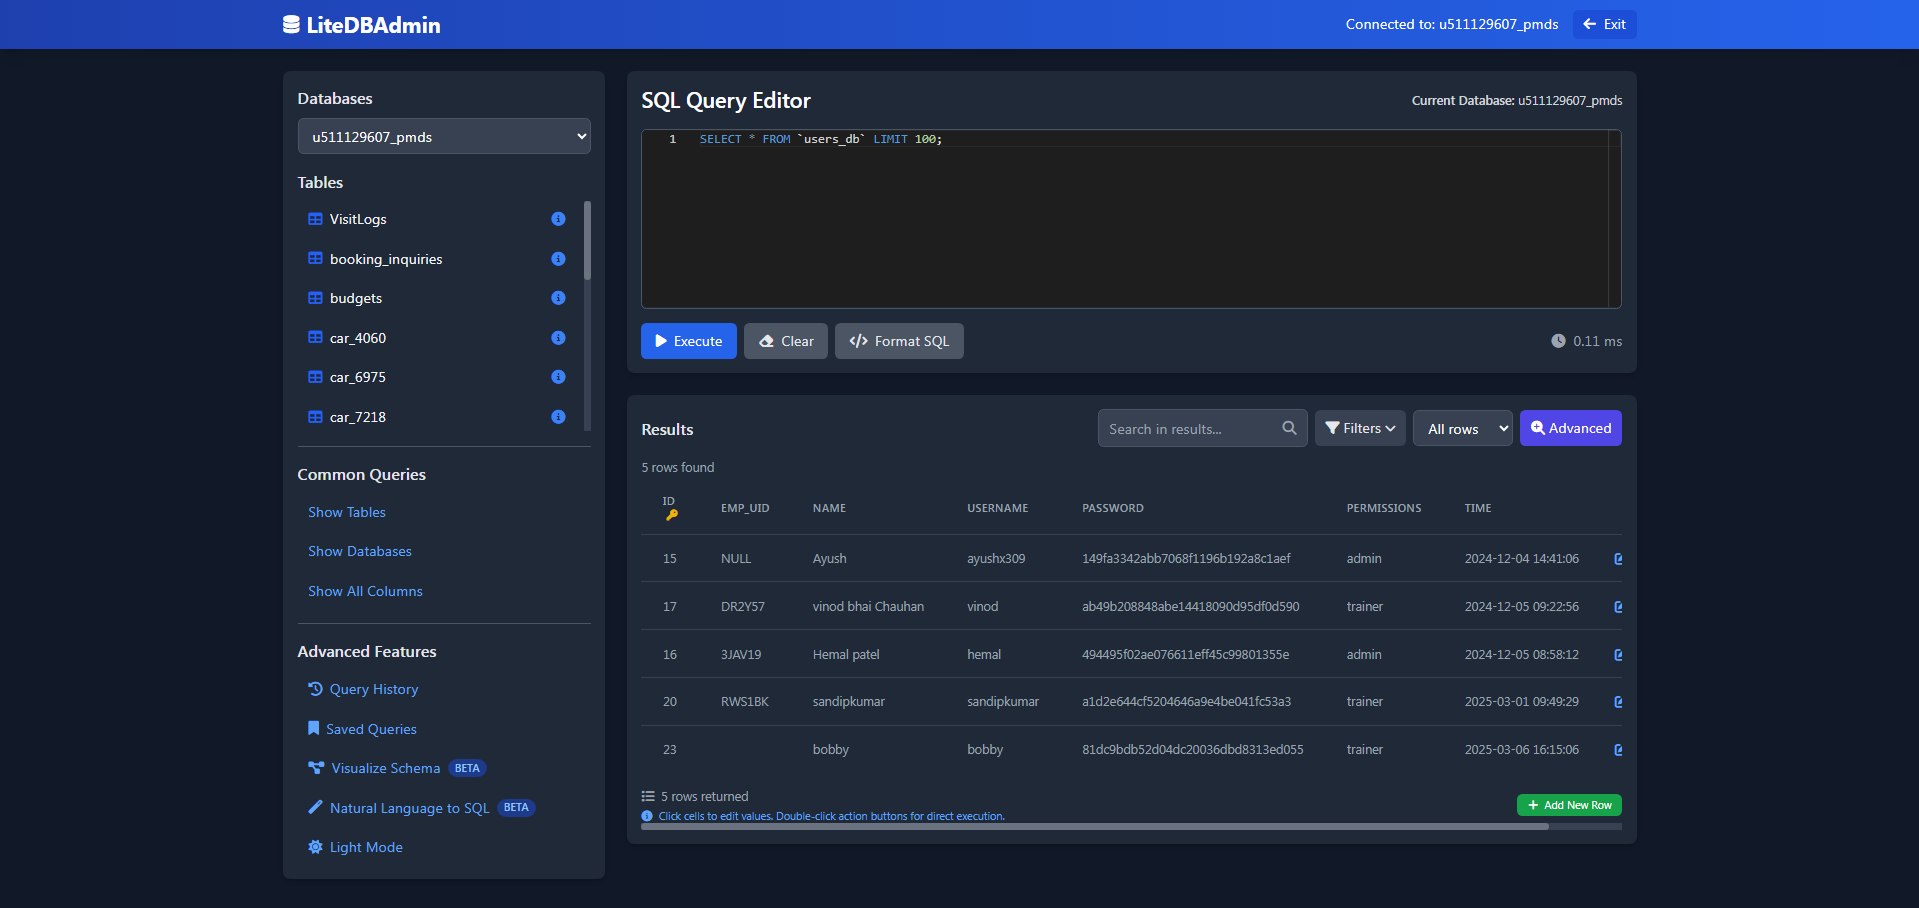 LiteDBAdmin
Connected to: u511129607_pmds
Exit
Databases
u511129607_pmds
Tables
VisitLogs
booking_inquiries
budgets
car_4060
car_6975
car_7218
Common Queries
Show Tables
Show Databases
Show All Columns
Advanced Features
Query History
Saved Queries
Visualize Schema BETA
Natural Language to SQL BETA
Light Mode
SQL Query Editor
Current Database: u511129607_pmds
1 SELECT * FROM `users_db` LIMIT 100;
Execute Clear </> Format SQL
0.11 ms
Results
Search in results...
Filters
All rows
Advanced
5 rows found
ID EMP_UID NAME USERNAME PASSWORD PERMISSIONS TIME
15 NULL Ayush ayushx309 149fa3342abb7068f1196b192a8c1aef admin 2024-12-04 14:41:06
17 DR2Y57 vinod bhai Chauhan vinod ab49b208848abe14418090d95df0d590 trainer 2024-12-05 09:22:56
16 3JAV19 Hemal patel hemal 494495f02ae076611eff45c99801355e admin 2024-12-05 08:58:12
20 RWS1BK sandipkumar sandipkumar a1d2e644cf5204646a9e4be041fc53a3 trainer 2025-03-01 09:49:29
23 bobby bobby 81dc9bdb52d04dc20036dbd8313ed055 trainer 2025-03-06 16:15:06
5 rows returned
Click cells to edit values. Double-click action buttons for direct execution.
+ Add New Row